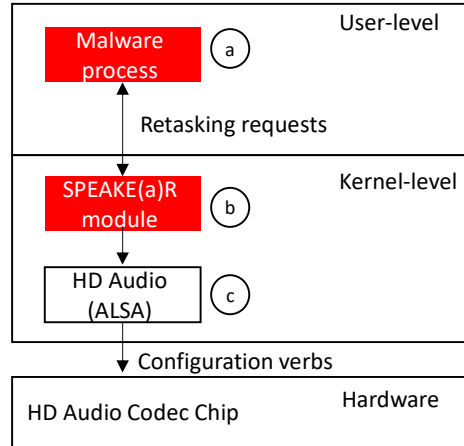 User-level
Malware
process
a
Retasking requests
Kernel-level
SPEAKE(a)R
module
b
HD Audio
(ALSA)
c
Configuration verbs
Hardware
HD Audio Codec Chip